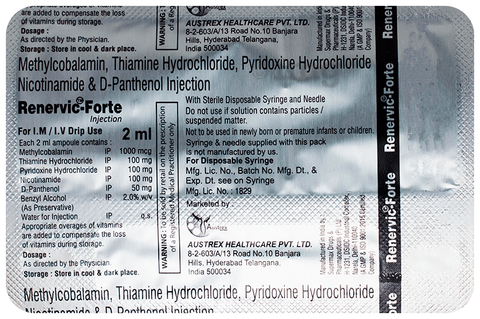 are added to compensate the loss
of vitamins during storage.
Dosage :
As directed by the Physician.
Storage : Store in cool & dark place.
WARNING :
of a Reg
AUSTREX HEALTHCARE PVT. LTD.
8-2-603/A/13 Road No.10 Banjara
Hills, Hyderabad Telangana,
India 500034
Methylcobalamin, Thiamine Hydrochloride, Pyridoxine Hydrochloride
Nicotinamide & D-Panthenol Injection
Renervic-Forte
Injection
For I.M / I.V Drip Use 2 ml
Each 2 ml ampoule contains :
Methylcobalamin IP 1000 mcg
Thiamine Hydrochloride IP 100 mg
Pyridoxine Hydrochloride IP 100 mg
Nicotinamide IP 100 mg
D-Panthenol IP 50 mg
Benzyl Alcohol IP 2.0% w/v
(As Preservative)
Water for Injection IP q.s.
Appropriate overages of vitamins
are added to compensate the loss
of vitamins during storage.
Dosage :
As directed by the Physician.
Storage : Store in cool & dark place.
WARNING : To be sold by retail on the prescription
of a Registered Medical Practitioner only
With Sterile Disposable Syringe and Needle
Do not use if solution contains particles /
suspended matter.
Not to be used in newly born or premature infants or children.
Syringe & needle supplied with this pack
is not manufactured by us.
For Disposable Syringe
Mfg. Lic. No., Batch No. Mfg. Dt., &
Exp. Dt. see on Syringe
Mfg. Lic. No. : 1829
Marketed by :
AUSTREX HEALTHCARE PVT. LTD.
8-2-603/A/13 Road No.10 Banjara
Hills, Hyderabad, Telangana.
India 500034
Renervic-Forte
Renervic-Forte
Methylcobalamin, Thiamine Hydrochloride, Pyridoxine Hydrochloride
Nicotinamide & D-Panthenol Injection